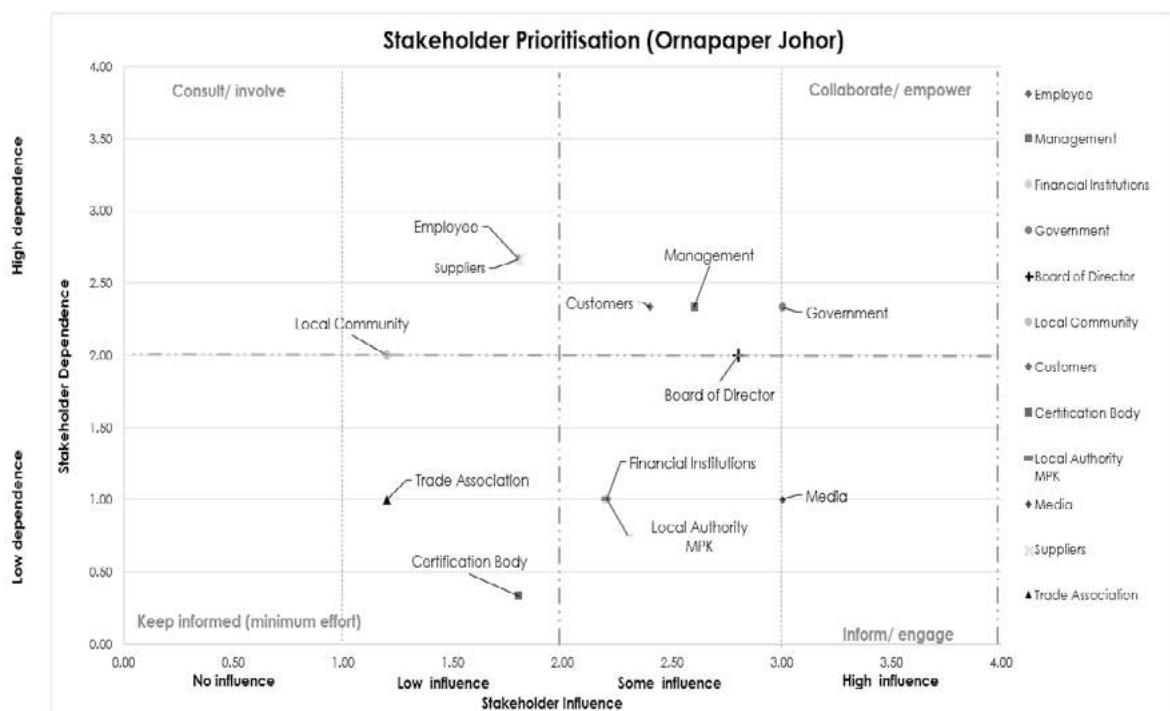 Stakeholder Prioritisation (Ornapaper Johor)
4.00
Consult/ involve
Collaborate/ empower
3.50
3.00
2.50
2.00
1.50
1.00
0.50
0.00
High dependence
Low dependence
Stakeholder Dependence
Employee
Suppliers
Management
Customers
Government
Local Community
Board of Director
Financial Institutions
Trade Association
Media
Local Authority
MPK
Certification Body
Keep informed (minimum effort)
Inform/ engage
0.00 0.50 1.00 1.50 2.00 2.50 3.00 3.50 4.00
No influence Low influence Some influence High influence
Stakeholder Influence
Employee
Management
Financial Institutions
Government
Board of Director
Local Community
Customers
Certification Body
Local Authority
MPK
Media
Suppliers
Trade Association